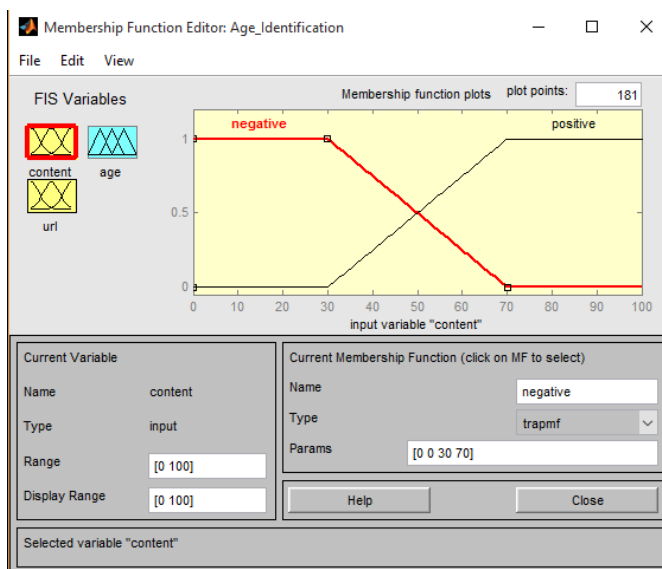 Membership Function Editor: Age_Identification
File Edit View
FIS Variables
content
age
url
Membership function plots
plot points:
181
negative
positive
1
0.5
0
0 10 20 30 40 50 60 70 80 90 100
input variable "content"
Current Variable
Name content
Type input
Range [0 100]
Display Range [0 100]
Current Membership Function (click on MF to select)
Name negative
Type trapmf
Params [0 0 30 70]
Help Close
Selected variable "content"